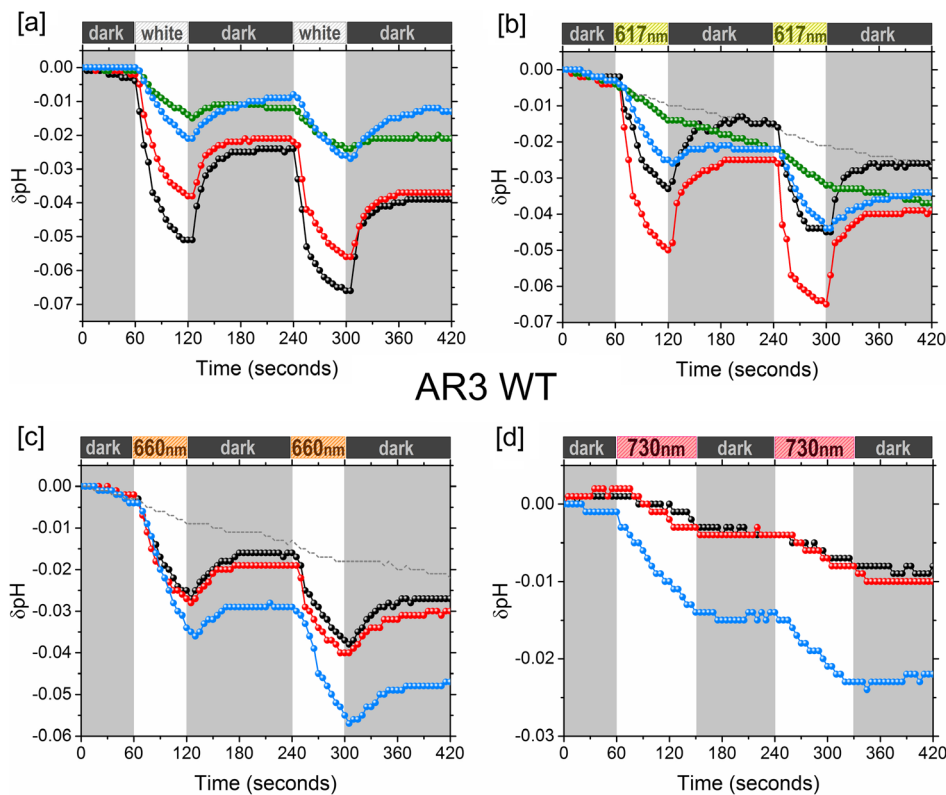 [a]
dark white dark white dark
0.00
-0.01
-0.02
-0.03
-0.04
-0.05
-0.06
-0.07
δpH
0 60 120 180 240 300 360 420
Time (seconds)
[b]
dark 617nm dark 617nm dark
0.00
-0.01
-0.02
-0.03
-0.04
-0.05
-0.06
-0.07
δpH
0 60 120 180 240 300 360 420
Time (seconds)
AR3 WT
[c]
dark 660nm dark 660nm dark
0.00
-0.01
-0.02
-0.03
-0.04
-0.05
-0.06
δpH
0 60 120 180 240 300 360 420
Time (seconds)
[d]
dark 730nm dark 730nm dark
0.00
-0.01
-0.02
-0.03
δpH
0 60 120 180 240 300 360 420
Time (seconds)